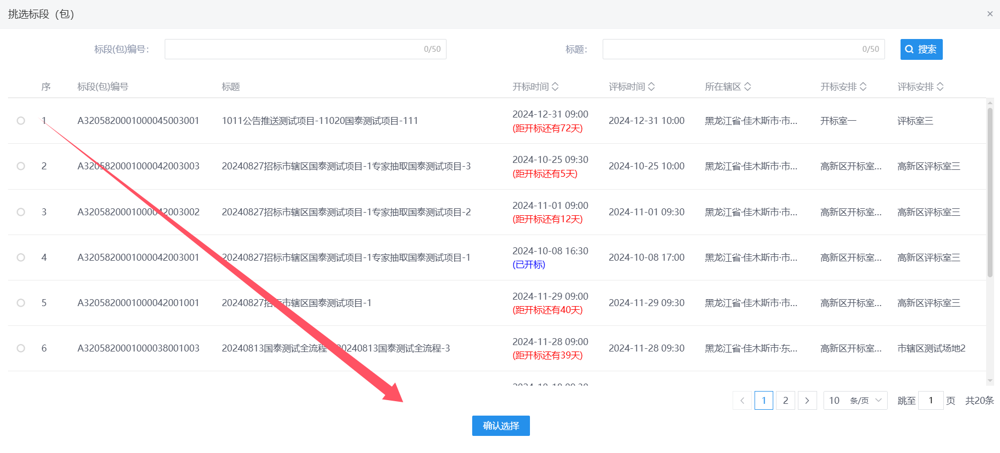 挑选标段（包）
标段(包)编号： 0/50 标题： 0/50 搜索
序 标段(包)编号 标题 开标时间 评标时间 所在辖区 开标安排 评标安排
1 A3205820001000045003001 1011公告推送测试项目-11020国泰测试项目-111 2024-12-31 09:00 2024-12-31 10:00 黑龙江省·佳木斯市·市... 开标室一 评标室三
(距开标还有72天)
2 A3205820001000042003003 20240827招标市辖区国泰测试项目-1专家抽取国泰测试项目-3 2024-10-25 09:30 2024-10-25 10:00 黑龙江省·佳木斯市·市... 高新区开标室... 高新区评标室三
(距开标还有5天)
3 A3205820001000042003002 20240827招标市辖区国泰测试项目-1专家抽取国泰测试项目-2 2024-11-01 09:00 2024-11-01 09:30 黑龙江省·佳木斯市·市... 高新区开标室... 高新区评标室三
(距开标还有12天)
4 A3205820001000042003001 20240827招标市辖区国泰测试项目-1专家抽取国泰测试项目-1 2024-10-08 16:30 2024-10-08 17:00 黑龙江省·佳木斯市·市... 高新区开标室... 高新区评标室三
(已开标)
5 A3205820001000042001001 20240827招标市辖区国泰测试项目-1 2024-11-29 09:00 2024-11-29 09:30 黑龙江省·佳木斯市·市... 高新区开标室... 高新区评标室三
(距开标还有40天)
6 A3205820001000038001003 20240813国泰测试全流程 20240813国泰测试全流程-3 2024-11-28 09:00 2024-11-28 09:30 黑龙江省·佳木斯市·东... 高新区开标室... 市辖区测试场地2
(距开标还有39天)
1 2 10 条/页 跳至 1 页 共20条
确认选择